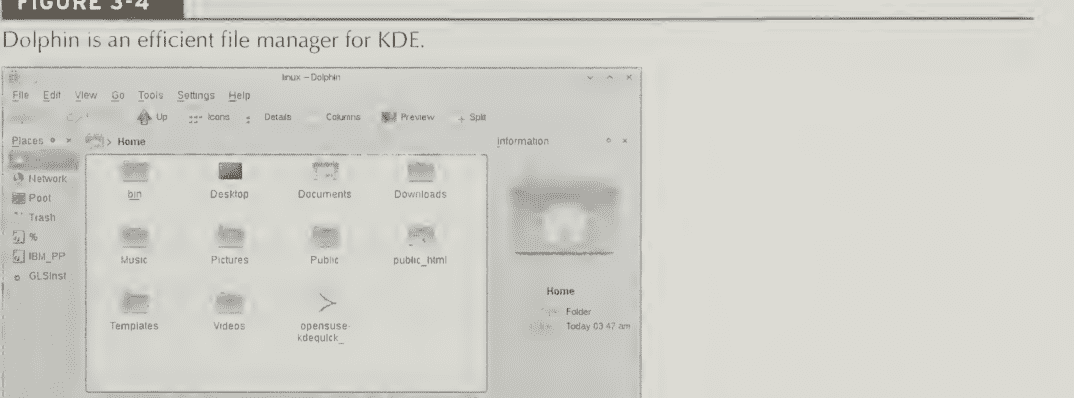 FIGURE 3-4
Dolphin is an efficient file manager for KDE.
linux – Dolphin
File Edit View Go Tools Settings Help
Up Icons Details Columns Preview Split
Places
> Home
Information
Network
Root
Trash
%
IBM_PP
GLSInst
bin Desktop Documents Downloads
Music Pictures Public public_html
Templates Videos opensuse-
kdequick_
Home
Folder
Today 03:47 am